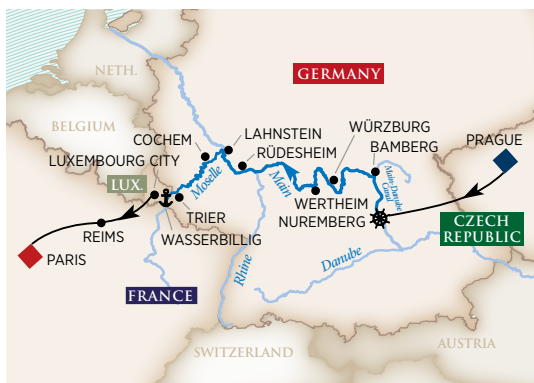 NETH.
GERMANY
BELGIUM
COCHEM
LAHNSTEIN
WÜRZBURG
PRAGUE
LUXEMBOURG CITY
RÜDESHEIM
BAMBERG
LUX.
Moselle
Main
Main-Danube
Canal
TRIER
WERTHEIM
NUREMBERG
REIMS
WASSERBILLIG
CZECH
REPUBLIC
PARIS
FRANCE
Rhine
Danube
SWITZERLAND
AUSTRIA